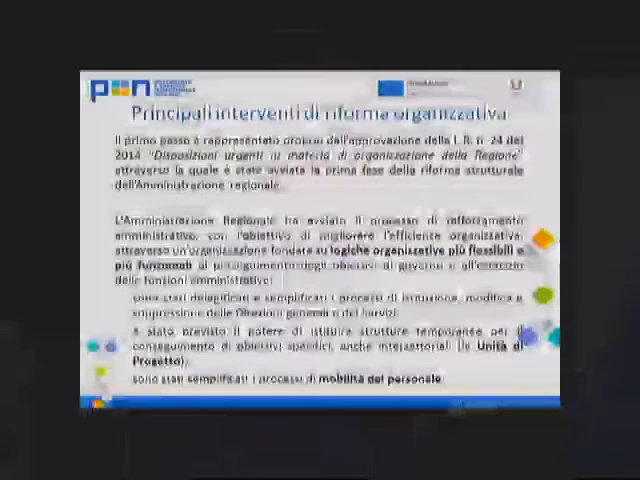 pon
Principali interventi di riforma organizzativa
Il primo passo è rappresentato proprio dall'approvazione della L.R. n. 24 del
2014 "Disposizioni urgenti in materia di organizzazione della Regione"
attraverso la quale è stata avviata la prima fase della riforma strutturale
dell'Amministrazione regionale.
L'Amministrazione Regionale ha avviato il processo di rafforzamento
amministrativo, con l'obiettivo di migliorare l'efficienza organizzativa
attraverso un'organizzazione fondata su logiche organizzative più flessibili e
più funzionali al perseguimento degli obiettivi di governo e all'esercizio
delle funzioni amministrative:
sono stati delegificati e semplificati i processi di istituzione, modifica e
soppressione delle direzioni generali e dei Servizi
è stato previsto il potere di istituire strutture temporanee per il
conseguimento di obiettivi specifici, anche intersettoriali (le Unità di
Progetto);
sono stati semplificati i processi di mobilità del personale